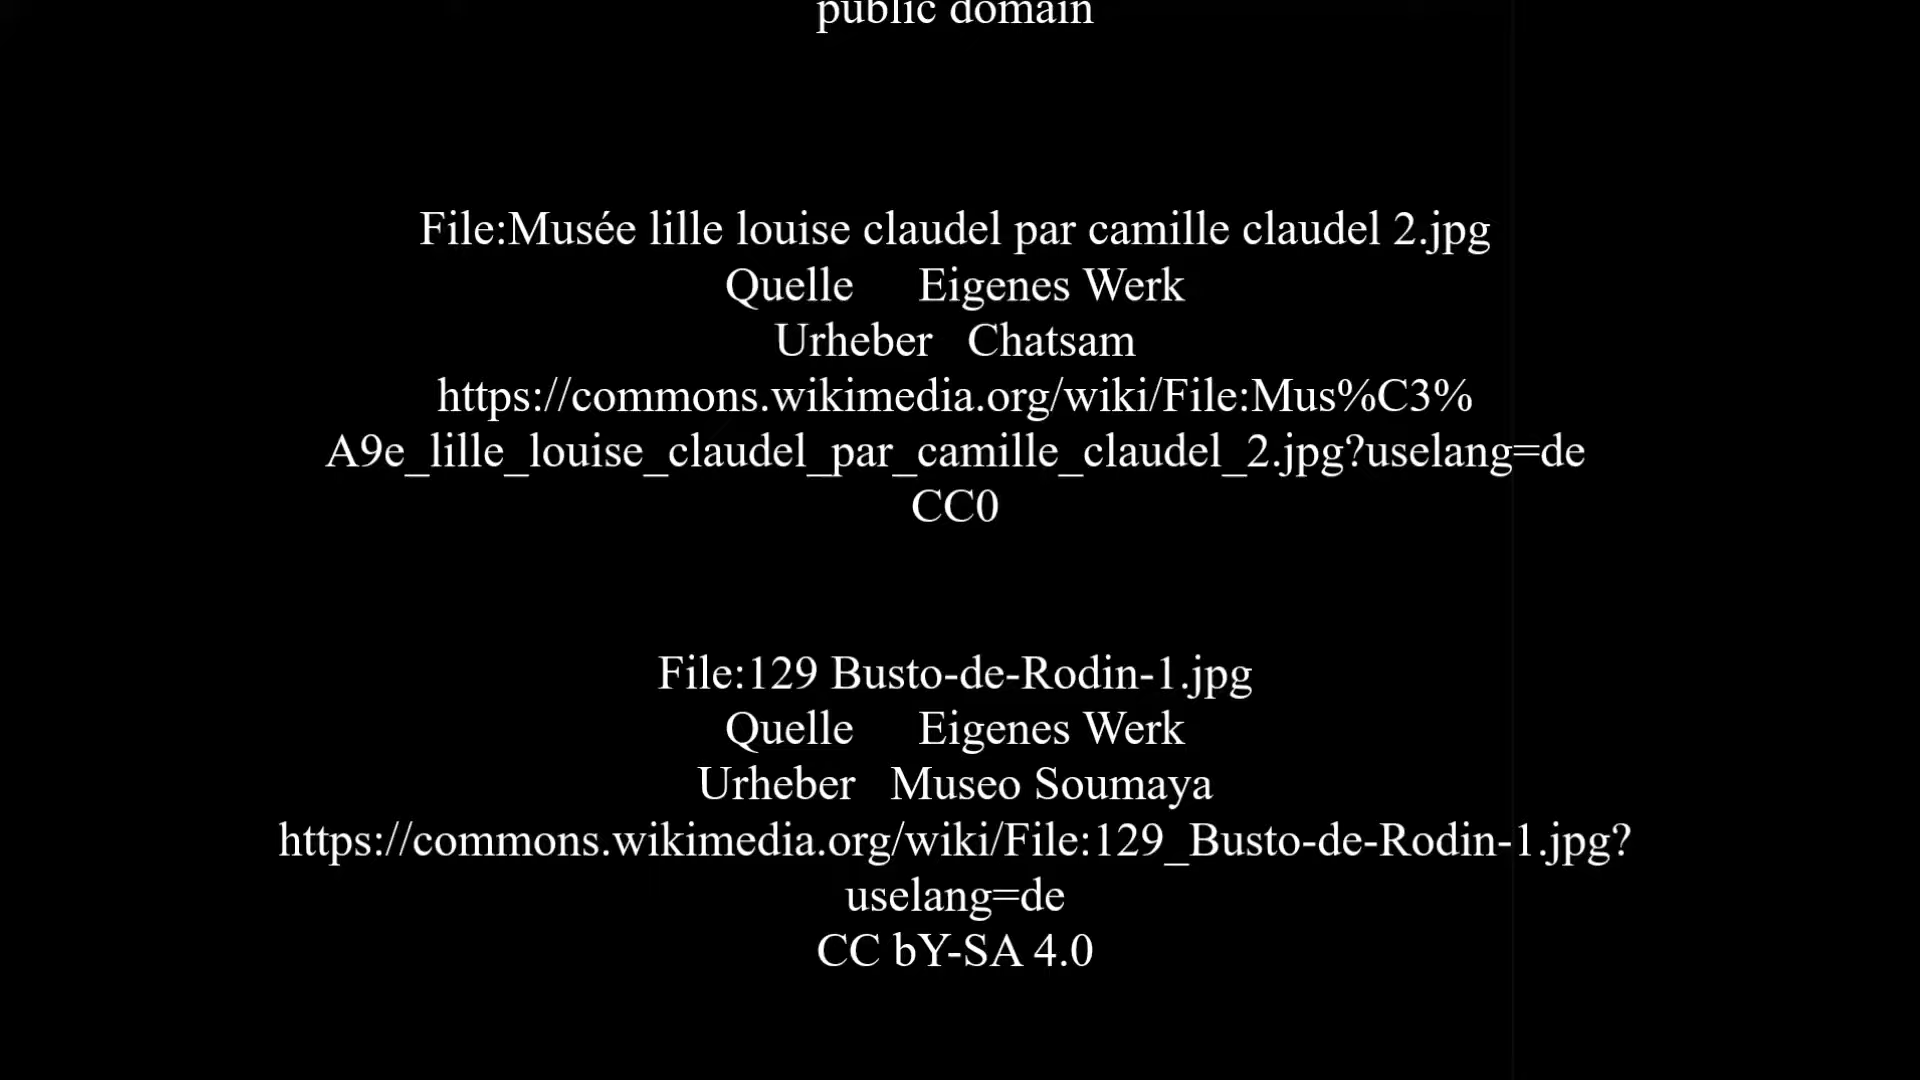 public domain
File:Musée lille louise claudel par camille claudel 2.jpg
Quelle Eigenes Werk
Urheber Chatsam
https://commons.wikimedia.org/wiki/File:Mus%C3%
A9e_lille_louise_claudel_par_camille_claudel_2.jpg?uselang=de
CC0
File:129 Busto-de-Rodin-1.jpg
Quelle Eigenes Werk
Urheber Museo Soumaya
https://commons.wikimedia.org/wiki/File:129_Busto-de-Rodin-1.jpg?
uselang=de
CC bY-SA 4.0